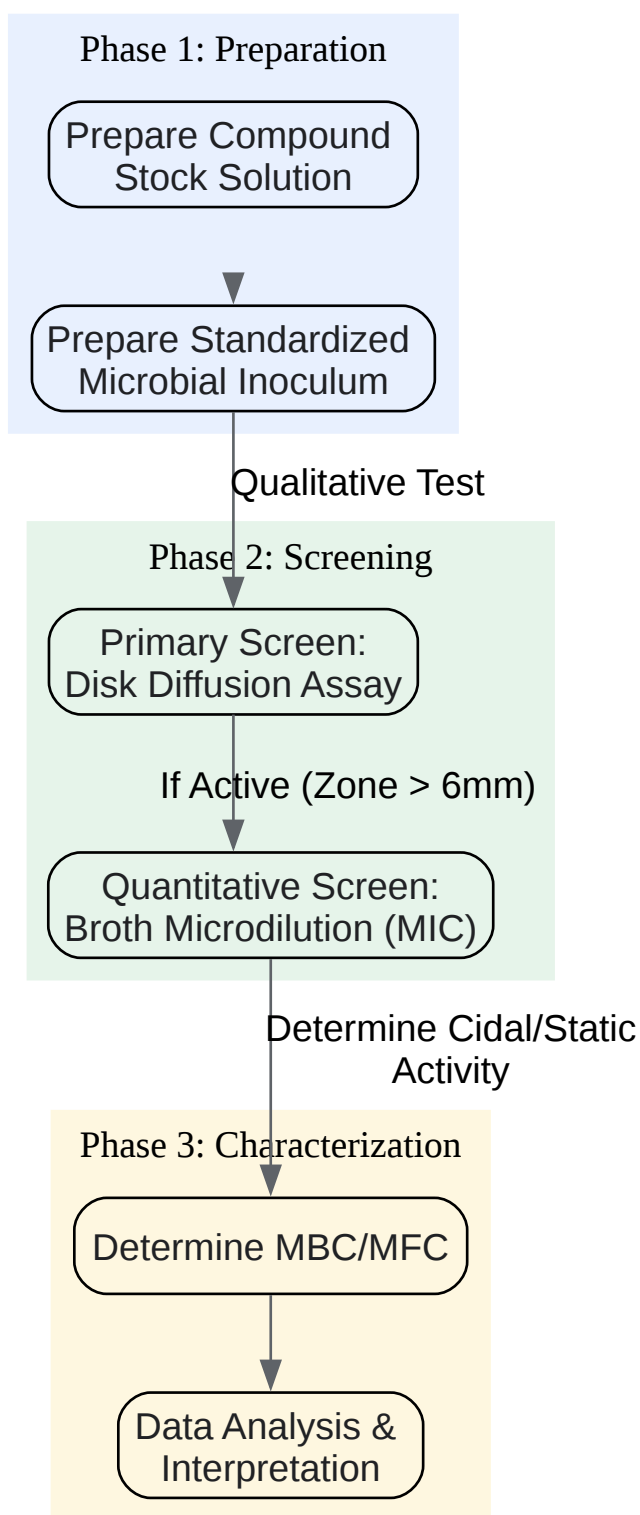 Phase 1: Preparation
Prepare Compound
Stock Solution
Prepare Standardized
Microbial Inoculum
Qualitative Test
Phase 2: Screening
Primary Screen:
Disk Diffusion Assay
If Active (Zone > 6mm)
Quantitative Screen:
Broth Microdilution (MIC)
Determine Cidal/Static
Activity
Phase 3: Characterization
Determine MBC/MFC
Data Analysis &
Interpretation